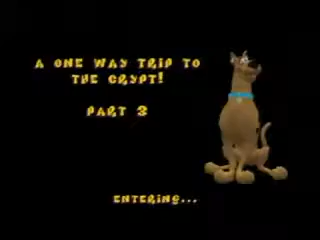 A ONE WAY TRIP TO
THE CRYPT!
PART 3
ENTERING...